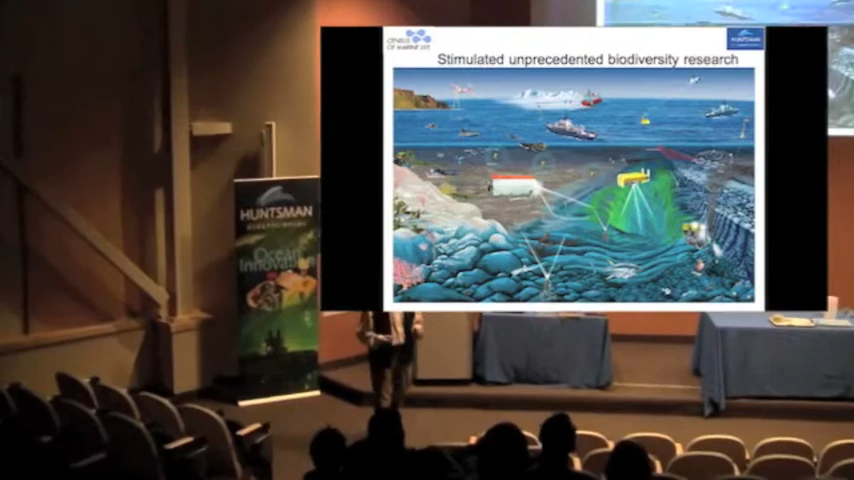 CENSUS
OF MARINE LIFE
HUNTSMAN
Stimulated unprecedented biodiversity research
HUNTSMAN
Ocean
Innovation